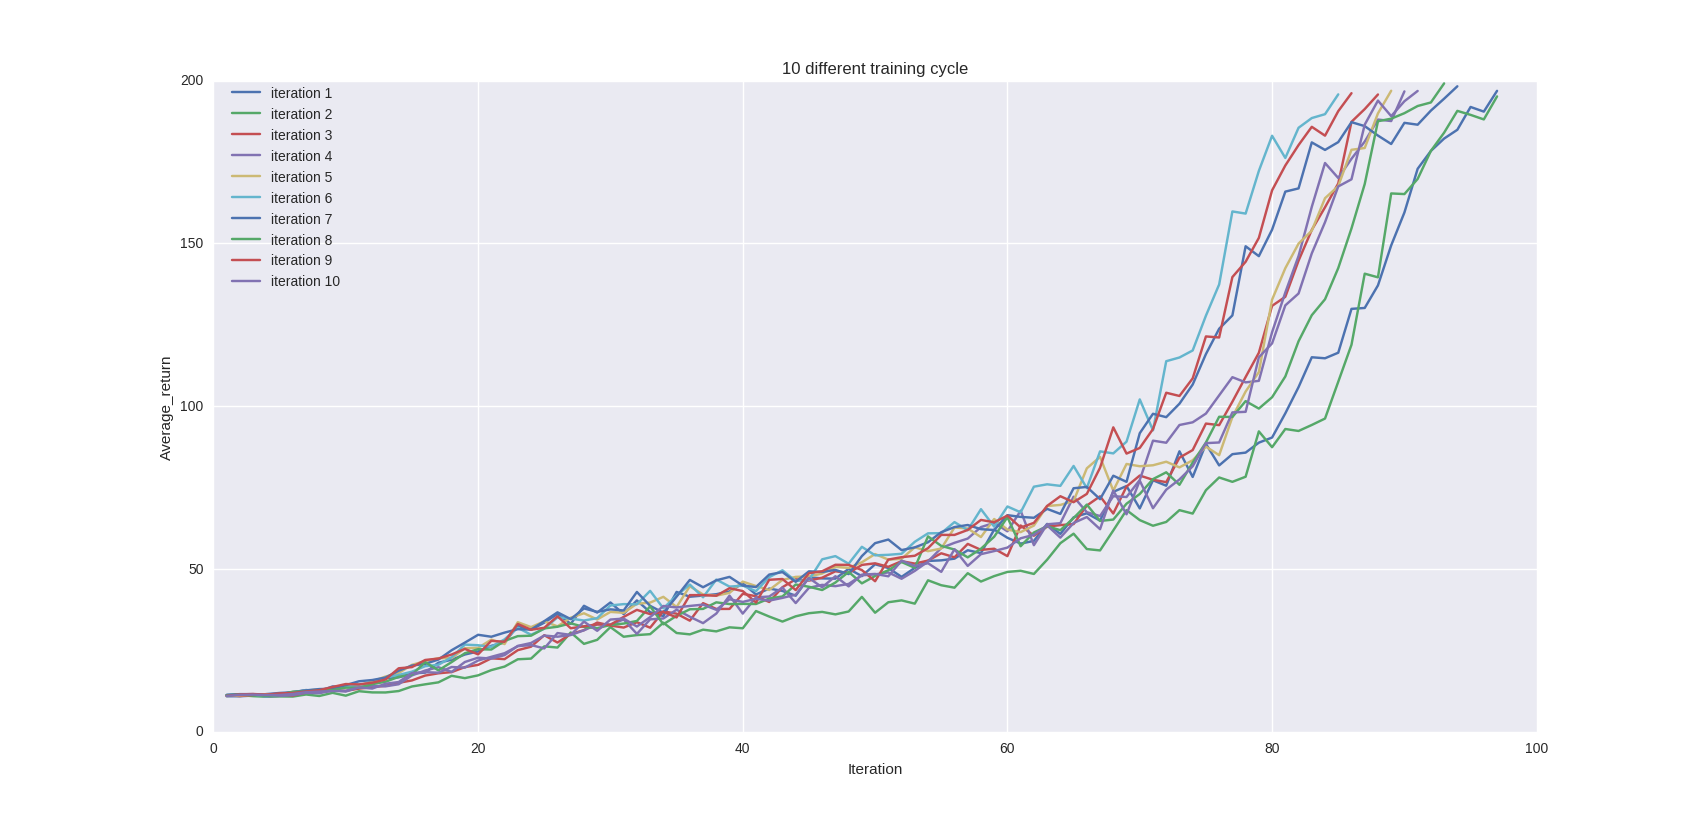 10 different training cycle
200
iteration 1
iteration 2
iteration 3
iteration 4
iteration 5
iteration 6
iteration 7
iteration 8
iteration 9
iteration 10
150
100
50
0
Average_return
0 20 40 60 80 100
Iteration